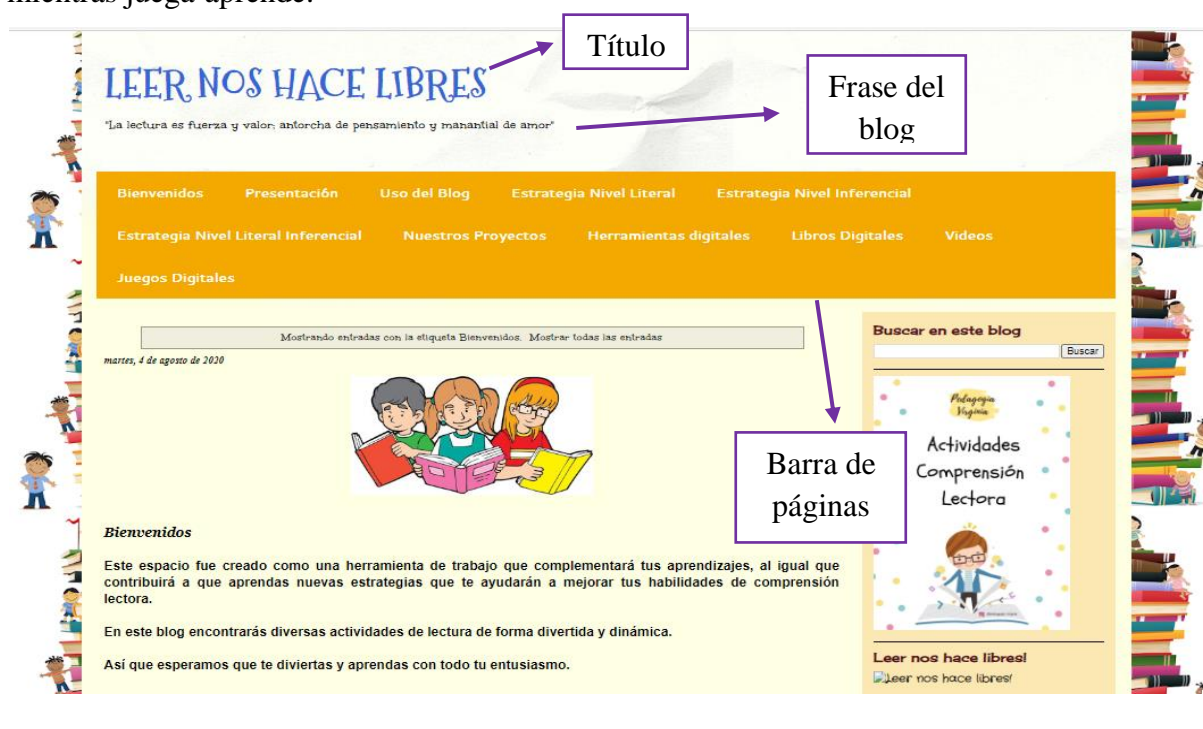 mientras juega aprende.
Título
LEER NOS HACE LIBRES
Frase del
blog
"La lectura es fuerza y valor; antorcha de pensamiento y manantial de amor"
Bienvenidos Presentación Uso del Blog Estrategia Nivel Literal Estrategia Nivel Inferencial
Estrategia Nivel Literal Inferencial Nuestros Proyectos Herramientas digitales Libros Digitales Videos
Juegos Digitales
Mostrando entradas con la etiqueta Bienvenidos. Mostrar todas las entradas
martes, 4 de agosto de 2020
Buscar en este blog
Buscar
Pedagogia
Virginia
Actividades
Comprensión
Lectora
Barra de
páginas
Bienvenidos
Este espacio fue creado como una herramienta de trabajo que complementará tus aprendizajes, al igual que
contribuirá a que aprendas nuevas estrategias que te ayudarán a mejorar tus habilidades de comprensión
lectora.
En este blog encontrarás diversas actividades de lectura de forma divertida y dinámica.
Así que esperamos que te diviertas y aprendas con todo tu entusiasmo.
Leer nos hace libres!
Leer nos hace libres!